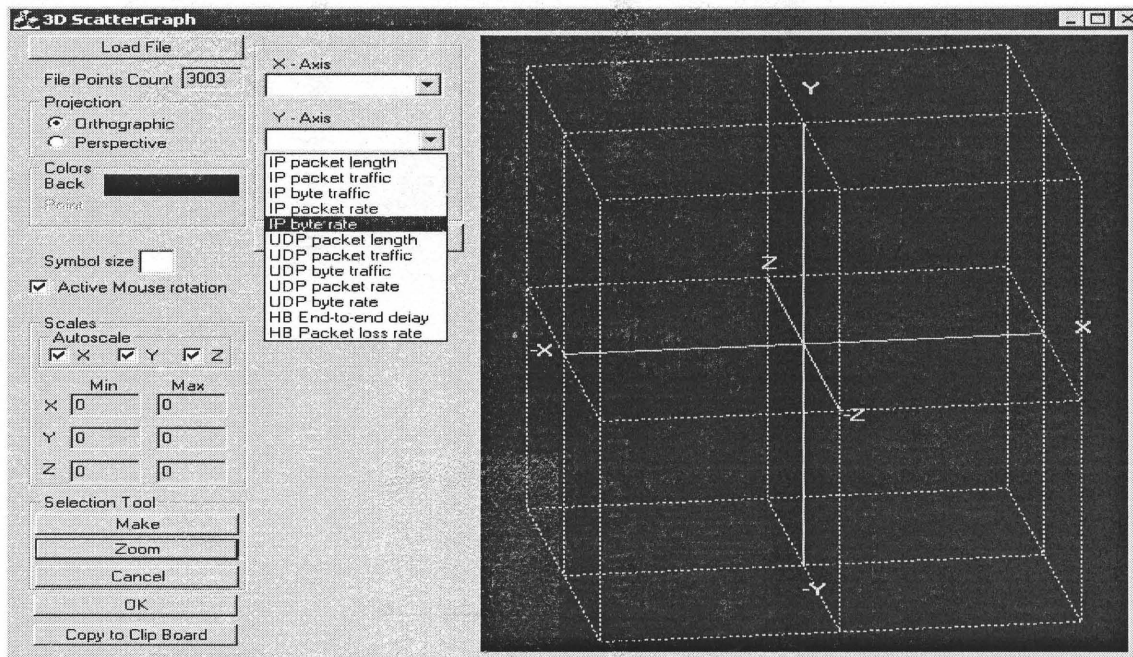 3D ScatterGraph
Load File
File Points Count 3003
Projection
Orthographic
Perspective
Colors
Back
Point
Symbol size
Active Mouse rotation
Scales
Autoscale
X Y Z
Min Max
X 0 0
Y 0 0
Z 0 0
Selection Tool
Make
Zoom
Cancel
OK
Copy to Clip Board
X - Axis
Y - Axis
IP packet length
IP packet traffic
IP byte traffic
IP packet rate
IP byte rate
UDP packet length
UDP packet traffic
UDP byte traffic
UDP packet rate
UDP byte rate
HB End-to-end delay
HB Packet loss rate
Y
Z
-X
X
-Z
-Y